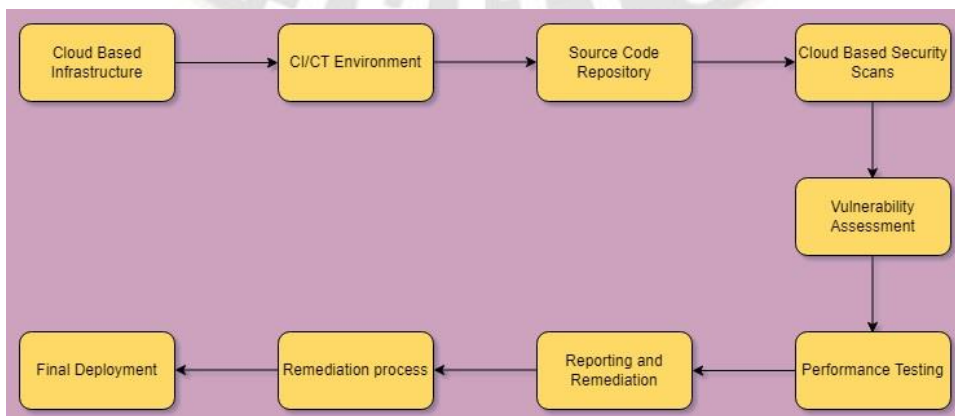 Cloud Based
Infrastructure
CI/CT Environment
Source Code
Repository
Cloud Based Security
Scans
Vulnerability
Assessment
Performance Testing
Reporting and
Remediation
Remediation process
Final Deployment